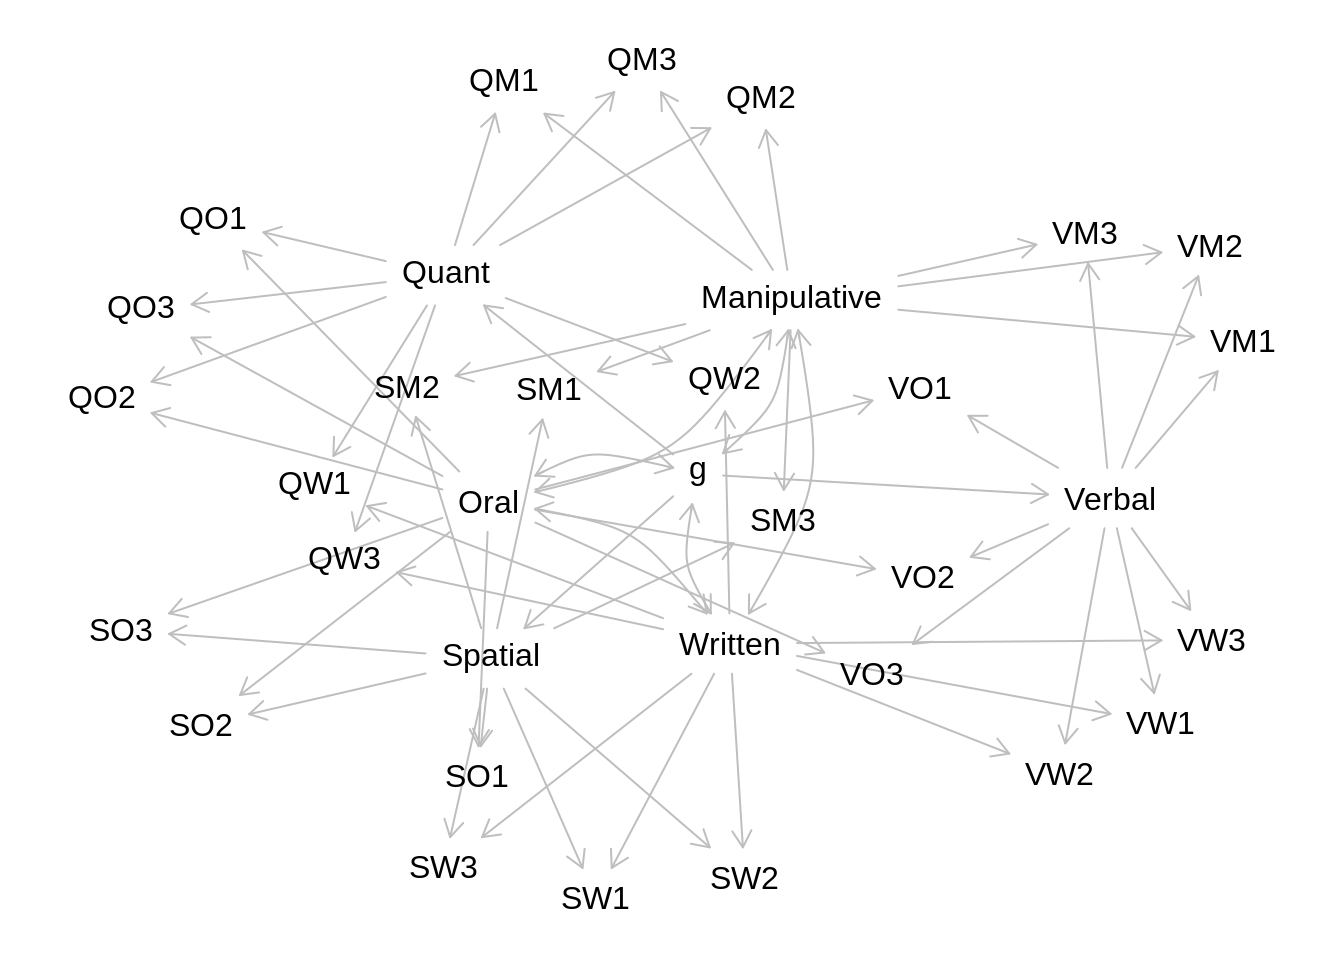 QM3
QM1
QM2
QO1
VM3
VM2
Quant
Manipulative
QO3
VM1
QW2
SM2
SM1
VO1
QO2
g
QW1
Oral
Verbal
SM3
QW3
VO2
SO3
Spatial
Written
VW3
VO3
SO2
VW1
SO1
VW2
SW3
SW1
SW2